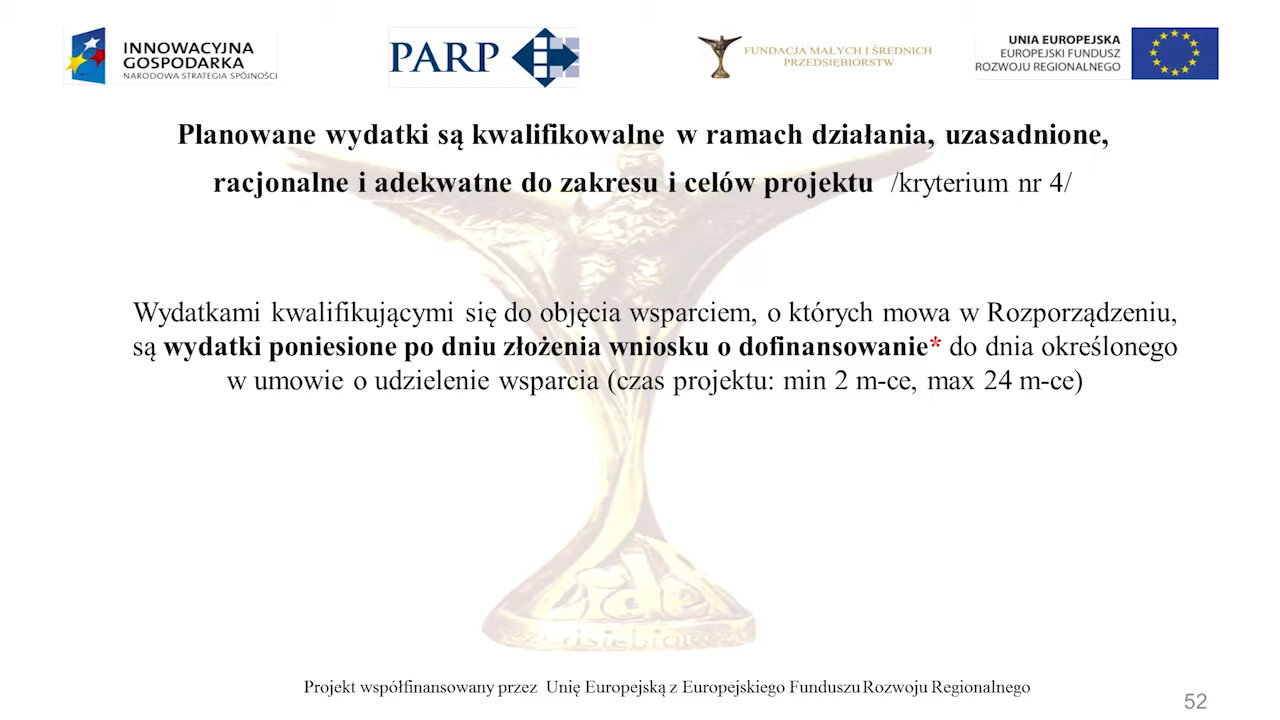 INNOWACYJNA
GOSPODARKA
NARODOWA STRATEGIA SPÓJNOŚCI
PARP
FUNDACJA MAŁYCH I ŚREDNICH
PRZEDSIĘBIORSTW
UNIA EUROPEJSKA
EUROPEJSKI FUNDUSZ
ROZWOJU REGIONALNEGO
Planowane wydatki są kwalifikowalne w ramach działania, uzasadnione,
racjonalne i adekwatne do zakresu i celów projektu /kryterium nr 4/
Wydatkami kwalifikującymi się do objęcia wsparciem, o których mowa w Rozporządzeniu,
są wydatki poniesione po dniu złożenia wniosku o dofinansowanie* do dnia określonego
w umowie o udzielenie wsparcia (czas projektu: min 2 m-ce, max 24 m-ce)
Projekt współfinansowany przez Unię Europejską z Europejskiego Funduszu Rozwoju Regionalnego
52